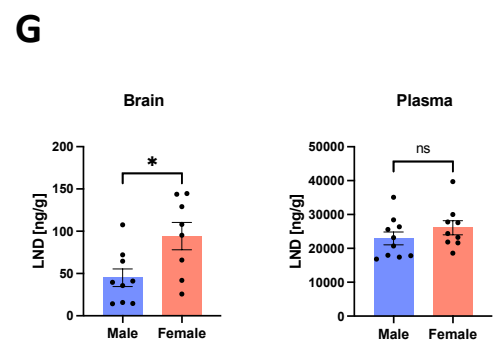 G
Brain
LND [ng/g]
200
150
100
50
0
*
Male Female
Plasma
LND [ng/g]
50000
40000
30000
20000
10000
0
ns
Male Female